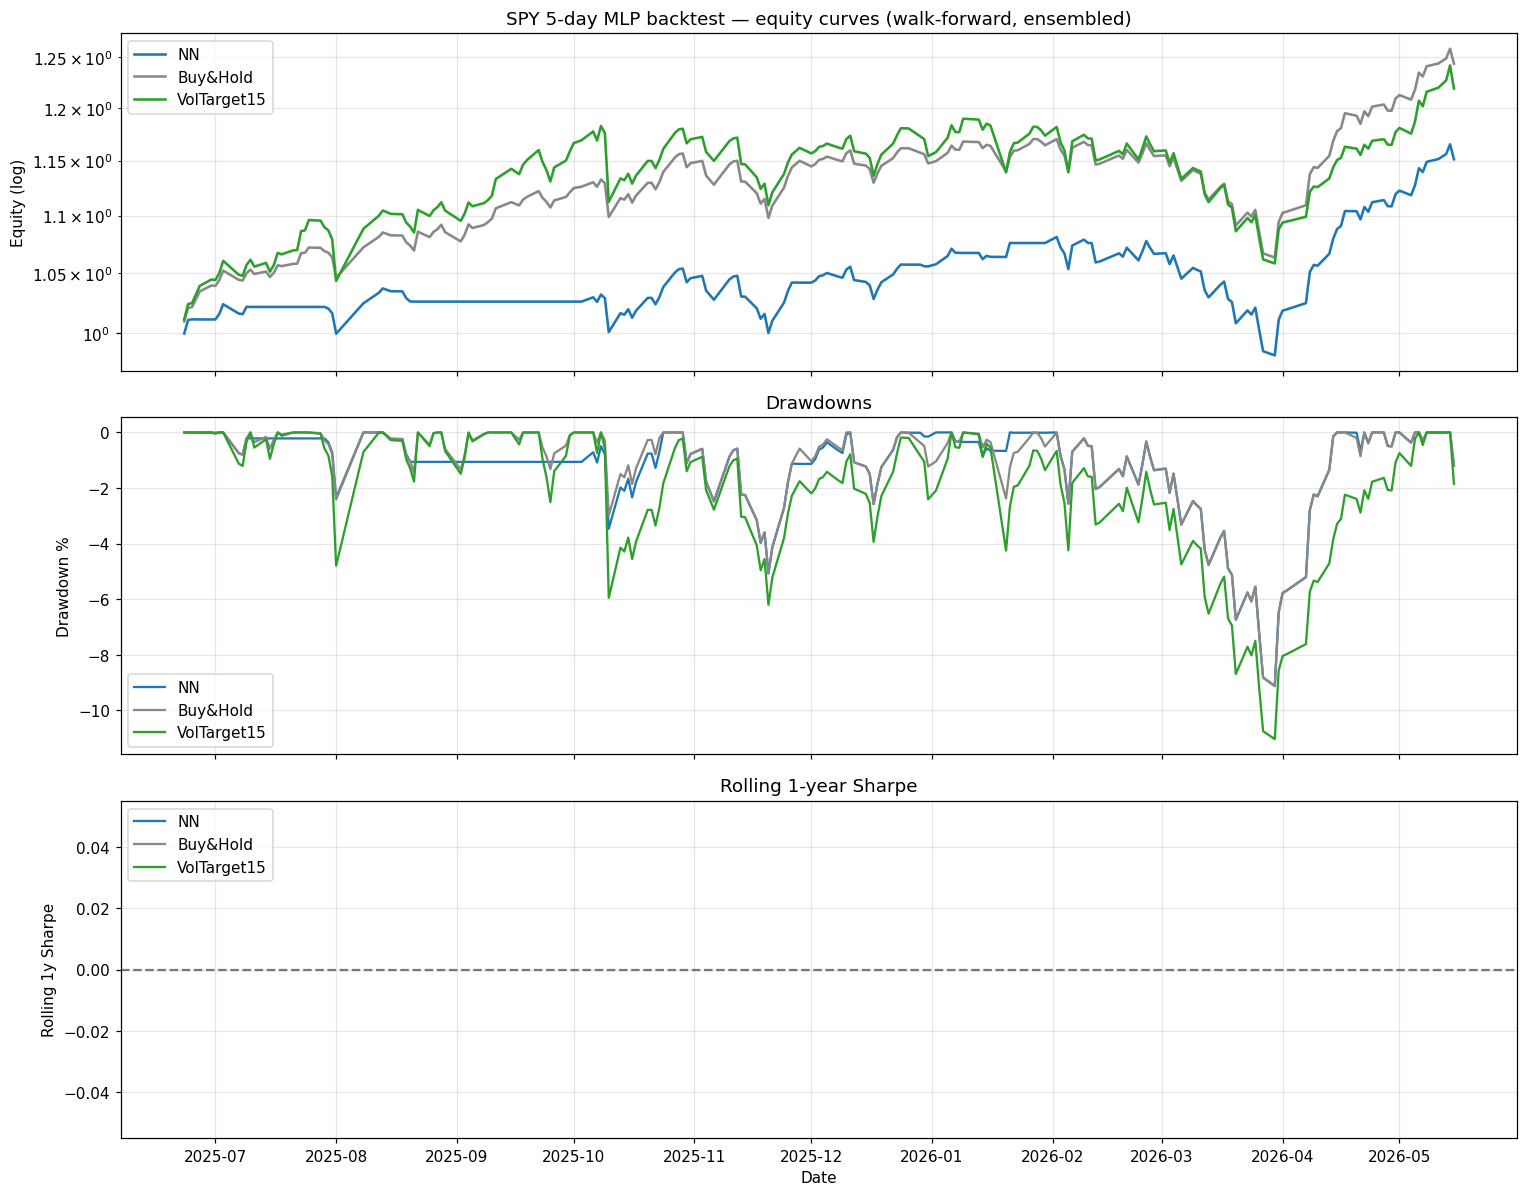 SPY 5-day MLP backtest — equity curves (walk-forward, ensembled)
NN
Buy&Hold
VolTarget15
1.25 × 10⁰
1.2 × 10⁰
1.15 × 10⁰
1.1 × 10⁰
1.05 × 10⁰
10⁰
Equity (log)
Drawdowns
0
−2
−4
−6
−8
−10
Drawdown %
NN
Buy&Hold
VolTarget15
Rolling 1-year Sharpe
NN
Buy&Hold
VolTarget15
0.04
0.02
0.00
−0.02
−0.04
Rolling 1y Sharpe
2025-07 2025-08 2025-09 2025-10 2025-11 2025-12 2026-01 2026-02 2026-03 2026-04 2026-05
Date